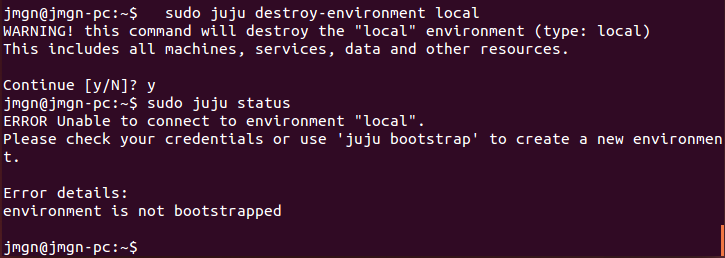 jmgn@jmgn-pc:~$   sudo juju destroy-environment local
WARNING! this command will destroy the "local" environment (type: local)
This includes all machines, services, data and other resources.
Continue [y/N]? y
jmgn@jmgn-pc:~$ sudo juju status
ERROR Unable to connect to environment "local".
Please check your credentials or use 'juju bootstrap' to create a new environmen
t.
Error details:
environment is not bootstrapped
jmgn@jmgn-pc:~$